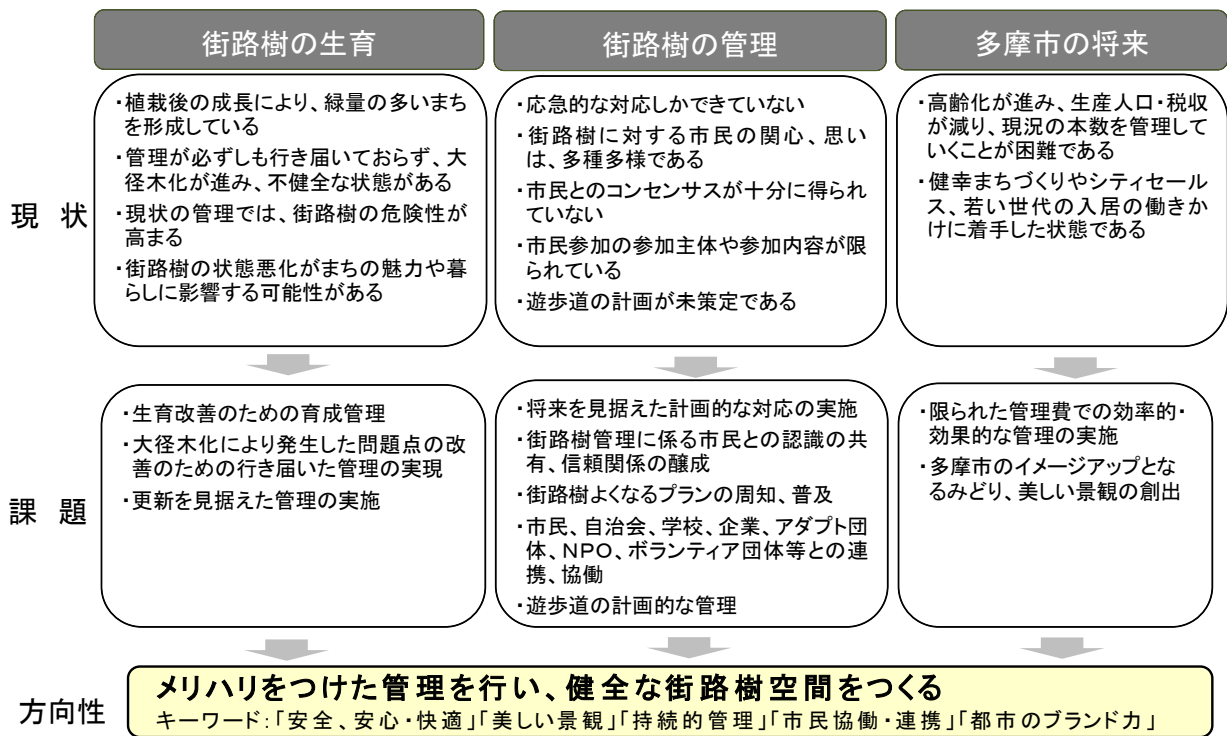 街路樹の生育
街路樹の管理
多摩市の将来
現 状
・植栽後の成長により、緑量の多いまち
を形成している
・管理が必ずしも行き届いておらず、大
径木化が進み、不健全な状態がある
・現状の管理では、街路樹の危険性が
高まる
・街路樹の状態悪化がまちの魅力や暮
らしに影響する可能性がある
・応急的な対応しかできていない
・街路樹に対する市民の関心、思い
は、多種多様である
・市民とのコンセンサスが十分に得られ
ていない
・市民参加の参加主体や参加内容が限
られている
・遊歩道の計画が未策定である
・高齢化が進み、生産人口・税収
が減り、現況の本数を管理して
いくことが困難である
・健幸まちづくりやシティセール
ス、若い世代の入居の働きか
けに着手した状態である
課 題
・生育改善のための育成管理
・大径木化により発生した問題点の改
善のための行き届いた管理の実現
・更新を見据えた管理の実施
・将来を見据えた計画的な対応の実施
・街路樹管理に係る市民との認識の共
有、信頼関係の醸成
・街路樹よくなるプランの周知、普及
・市民、自治会、学校、企業、アダプト団
体、NPO、ボランティア団体等との連
携、協働
・遊歩道の計画的な管理
・限られた管理費での効率的・
効果的な管理の実施
・多摩市のイメージアップとな
るみどり、美しい景観の創出
方向性
メリハリをつけた管理を行い、健全な街路樹空間をつくる
キーワード:「安全、安心・快適」「美しい景観」「持続的管理」「市民協働・連携」「都市のブランド力」